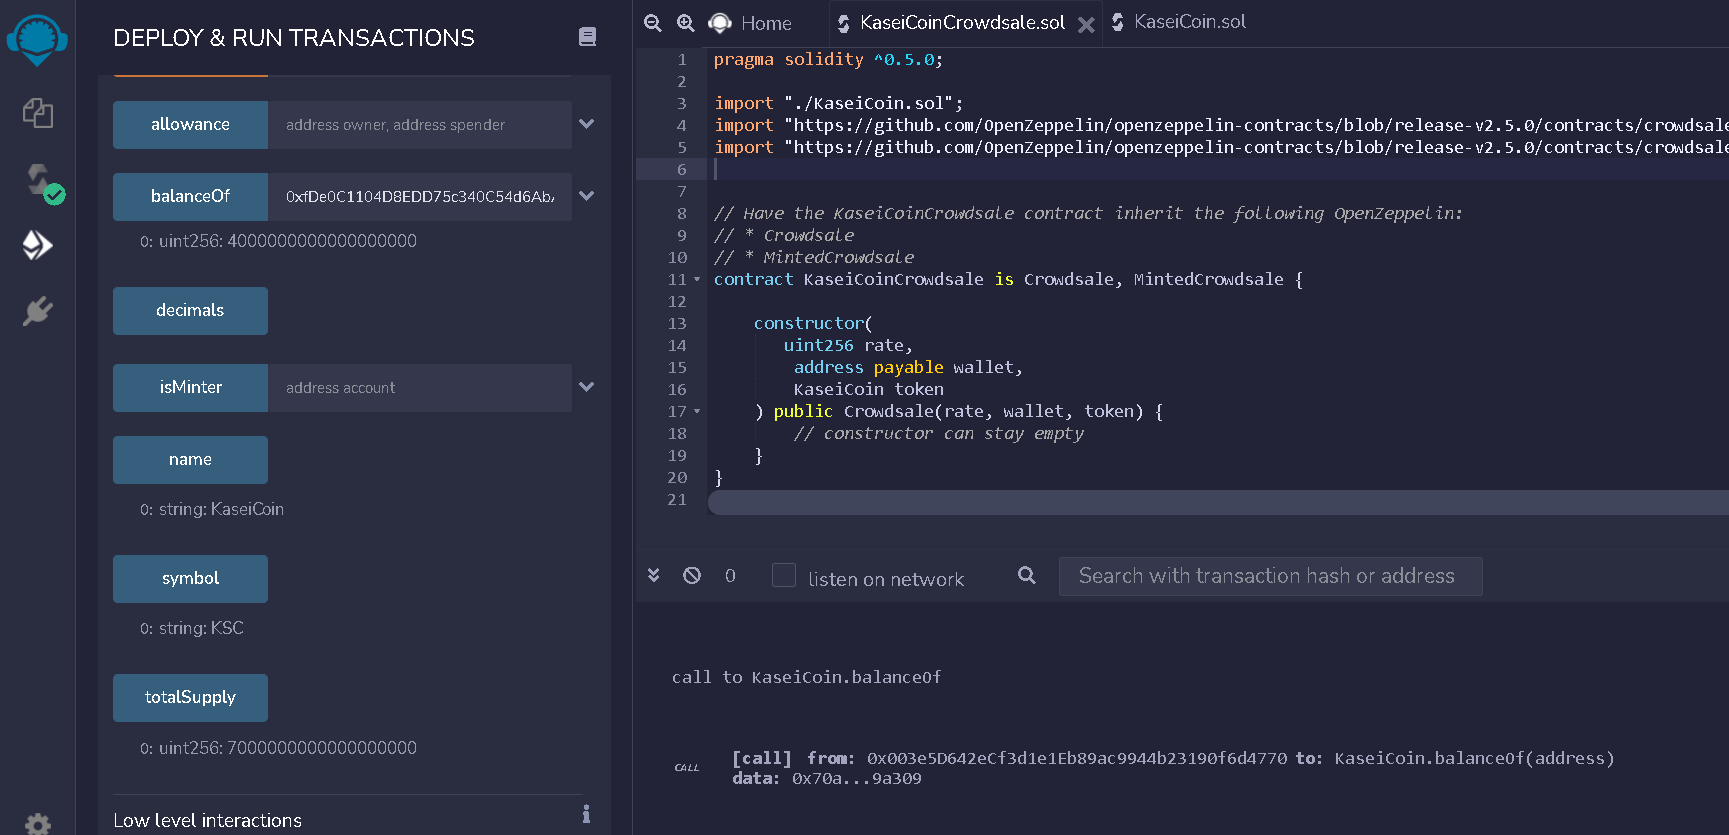 DEPLOY & RUN TRANSACTIONS
allowance
address owner, address spender
balanceOf
0xfDe0C1104D8EDD75c340C54d6Ab
0: uint256: 4000000000000000000
decimals
isMinter
address account
name
0: string: KaseiCoin
symbol
0: string: KSC
totalSupply
0: uint256: 7000000000000000000
Low level interactions
Home
KaseiCoinCrowdsale.sol
KaseiCoin.sol
1 pragma solidity ^0.5.0;
2
3 import "./KaseiCoin.sol";
4 import "https://github.com/OpenZeppelin/openzeppelin-contracts/blob/release-v2.5.0/contracts/crowdsale
5 import "https://github.com/OpenZeppelin/openzeppelin-contracts/blob/release-v2.5.0/contracts/crowdsale
6
7
8 // Have the KaseiCoinCrowdsale contract inherit the following OpenZeppelin:
9 // * Crowdsale
10 // * MintedCrowdsale
11 contract KaseiCoinCrowdsale is Crowdsale, MintedCrowdsale {
12
13 constructor(
14 uint256 rate,
15 address payable wallet,
16 KaseiCoin token
17 ) public Crowdsale(rate, wallet, token) {
18 // constructor can stay empty
19 }
20 }
21
0
listen on network
Search with transaction hash or address
call to KaseiCoin.balanceOf
CALL
[call] from: 0x003e5D642eCf3d1e1Eb89ac9944b23190f6d4770 to: KaseiCoin.balanceOf(address)
data: 0x70a...9a309